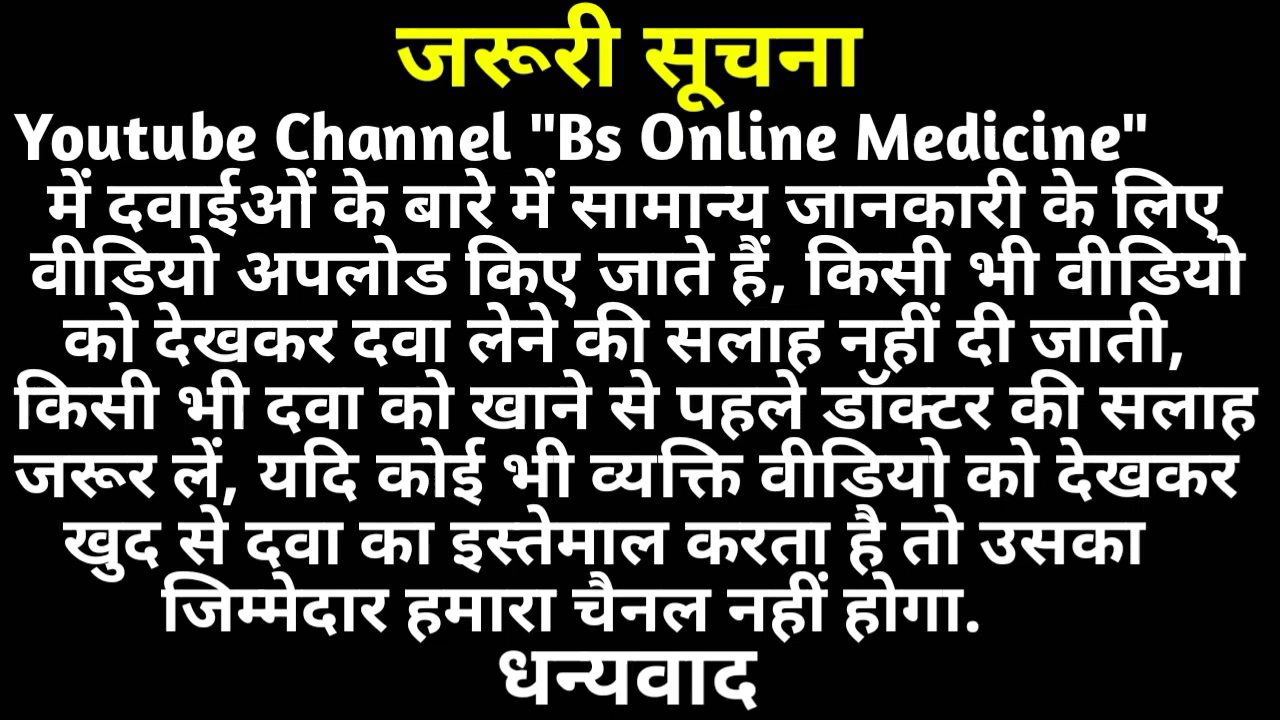 जरूरी सूचना
Youtube Channel "Bs Online Medicine"
में दवाईओं के बारे में सामान्य जानकारी के लिए
वीडियो अपलोड किए जाते हैं, किसी भी वीडियो
को देखकर दवा लेने की सलाह नहीं दी जाती,
किसी भी दवा को खाने से पहले डॉक्टर की सलाह
जरूर लें, यदि कोई भी व्यक्ति वीडियो को देखकर
खुद से दवा का इस्तेमाल करता है तो उसका
जिम्मेदार हमारा चैनल नहीं होगा.
धन्यवाद